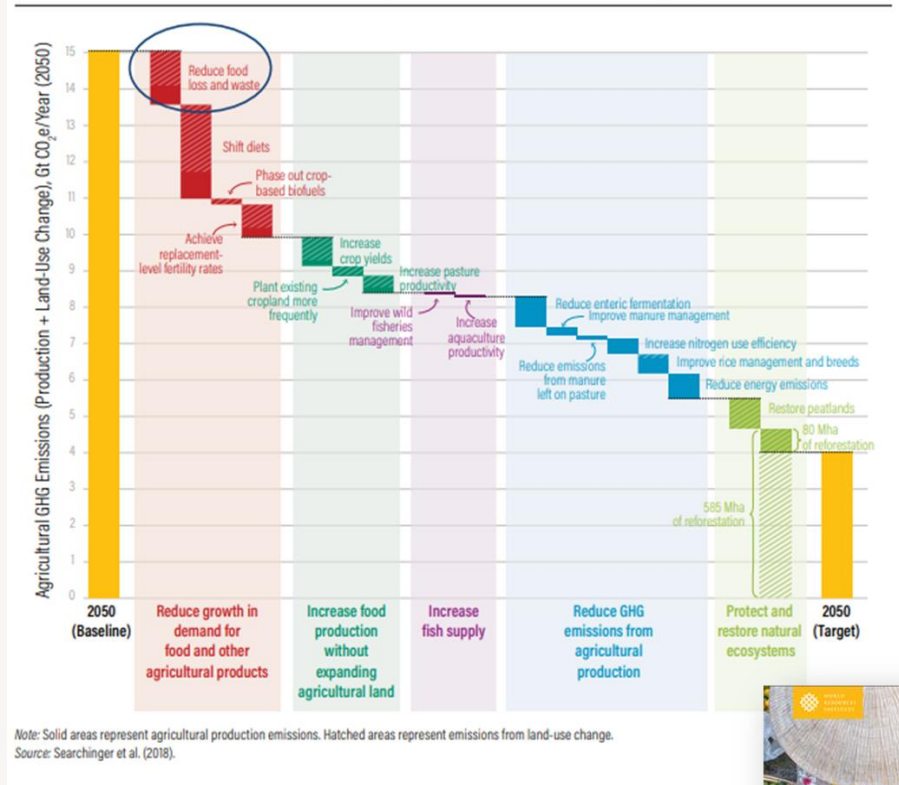 Agricultural GHG Emissions (Production + Land-Use Change), Gt CO2e/Year (2050)
15
14
13
12
11
10
9
8
7
6
5
4
3
2
1
0
Reduce food
loss and waste
Shift diets
Phase out crop-
based biofuels
Achieve
replacement-
level fertility rates
Increase
crop yields
Plant existing
cropland more
frequently
Increase pasture
productivity
Improve wild
fisheries
management
Increase
aquaculture
productivity
Reduce enteric fermentation
Improve manure management
Reduce emissions
from manure
left on pasture
Increase nitrogen use efficiency
Improve rice management and breeds
Reduce energy emissions
Restore peatlands
80 Mha
of reforestation
585 Mha
of reforestation
2050
(Baseline)
Reduce growth in
demand for
food and other
agricultural products
Increase food
production
without
expanding
agricultural land
Increase
fish supply
Reduce GHG
emissions from
agricultural
production
Protect and
restore natural
ecosystems
2050
(Target)
Note: Solid areas represent agricultural production emissions. Hatched areas represent emissions from land-use change.
Source: Searchinger et al. (2018).
WORLD
RESOURCES
INSTITUTE